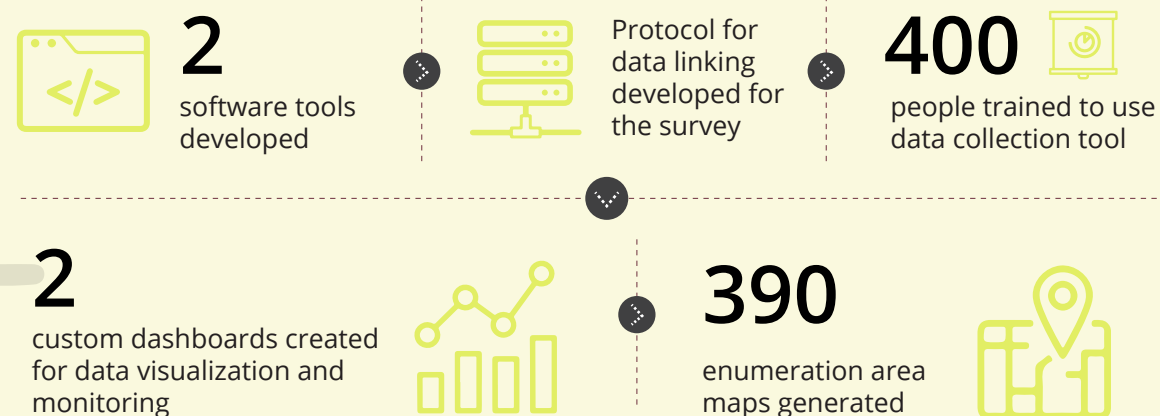 2
software tools
developed
Protocol for
data linking
developed for
the survey
400
people trained to use
data collection tool
2
custom dashboards created
for data visualization and
monitoring
390
enumeration area
maps generated